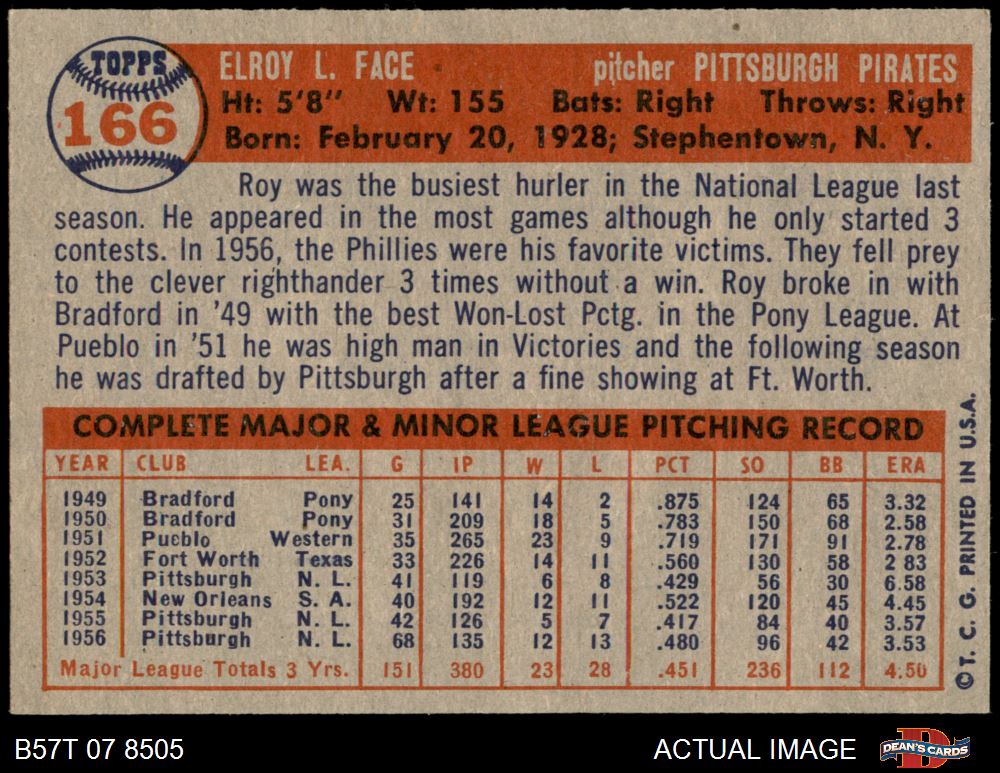 TOPPS
166
ELROY L. FACE pitcher PITTSBURGH PIRATES
Ht: 5'8" Wt: 155 Bats: Right Throws: Right
Born: February 20, 1928; Stephentown, N. Y.
Roy was the busiest hurler in the National League last
season. He appeared in the most games although he only started 3
contests. In 1956, the Phillies were his favorite victims. They fell prey
to the clever righthander 3 times without a win. Roy broke in with
Bradford in '49 with the best Won-Lost Pctg. in the Pony League. At
Pueblo in '51 he was high man in Victories and the following season
he was drafted by Pittsburgh after a fine showing at Ft. Worth.
COMPLETE MAJOR & MINOR LEAGUE PITCHING RECORD
YEAR CLUB LEA. G IP W L PCT SO BB ERA
1949 Bradford Pony 25 141 14 2 .875 124 65 3.32
1950 Bradford Pony 31 209 18 5 .783 150 68 2.58
1951 Pueblo Western 35 265 23 9 .719 171 91 2.78
1952 Fort Worth Texas 33 226 14 11 .560 130 58 2 83
1953 Pittsburgh N. L. 41 119 6 8 .429 56 30 6.58
1954 New Orleans S. A. 40 192 12 11 .522 120 45 4.45
1955 Pittsburgh N. L. 42 126 5 7 .417 84 40 3.57
1956 Pittsburgh N. L. 68 135 12 13 .480 96 42 3.53
Major League Totals 3 Yrs. 151 380 23 28 .451 236 112 4.50
© T. C. G. PRINTED IN U.S.A.
B57T 07 8505 ACTUAL IMAGE DEAN'S CARDS